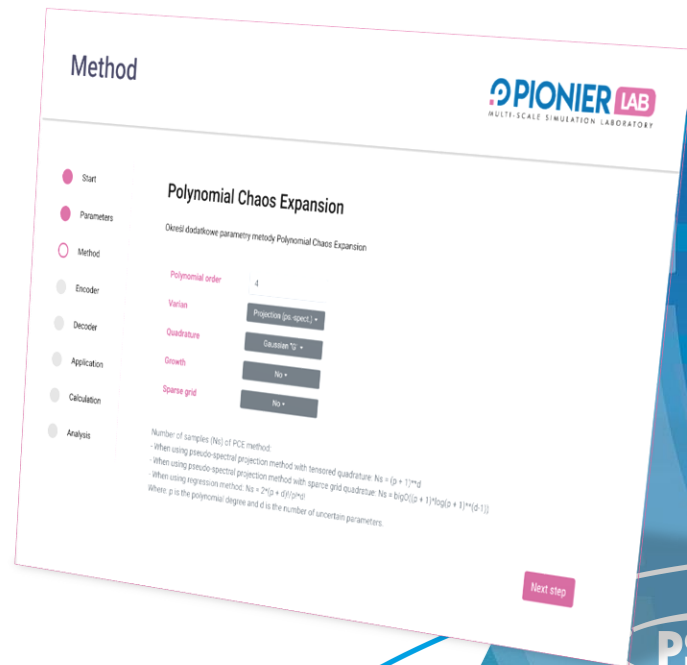 Method
PIONIER LAB
MULTI-SCALE SIMULATION LABORATORY
Start
Parameters
Method
Encoder
Decoder
Application
Calculation
Analysis
Polynomial Chaos Expansion
Określ dodatkowe parametry metody Polynomial Chaos Expansion
Polynomial order 4
Varian Projection (ps.-spect.)
Quadrature Gaussian "G"
Growth No
Sparse grid No
Number of samples (Ns) of PCE method:
- When using pseudo-spectral projection method with tensored quadrature: Ns = (p + 1)**d
- When using pseudo-spectral projection method with sparce grid quadratue: Ns = bigO((p + 1)*log(p + 1)**(d-1))
- When using regression method: Ns = 2*(p + d)!/p!*d!
Where: p is the polynomial degree and d is the number of uncertain parameters.
Next step